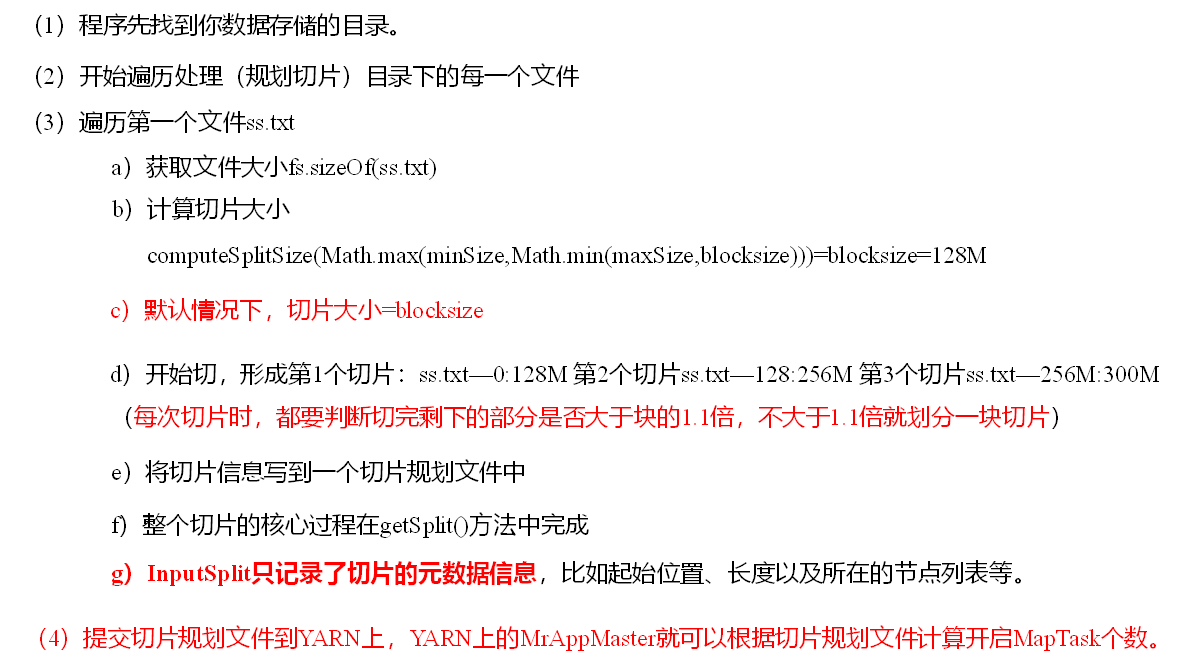 （1）程序先找到你数据存储的目录。
（2）开始遍历处理（规划切片）目录下的每一个文件
（3）遍历第一个文件ss.txt
a）获取文件大小fs.sizeOf(ss.txt)
b）计算切片大小
computeSplitSize(Math.max(minSize,Math.min(maxSize,blocksize)))=blocksize=128M
c）默认情况下，切片大小=blocksize
d）开始切，形成第1个切片：ss.txt—0:128M 第2个切片ss.txt—128:256M 第3个切片ss.txt—256M:300M
（每次切片时，都要判断切完剩下的部分是否大于块的1.1倍，不大于1.1倍就划分一块切片）
e）将切片信息写到一个切片规划文件中
f）整个切片的核心过程在getSplit()方法中完成
g）InputSplit只记录了切片的元数据信息，比如起始位置、长度以及所在的节点列表等。
（4）提交切片规划文件到YARN上，YARN上的MrAppMaster就可以根据切片规划文件计算开启MapTask个数。